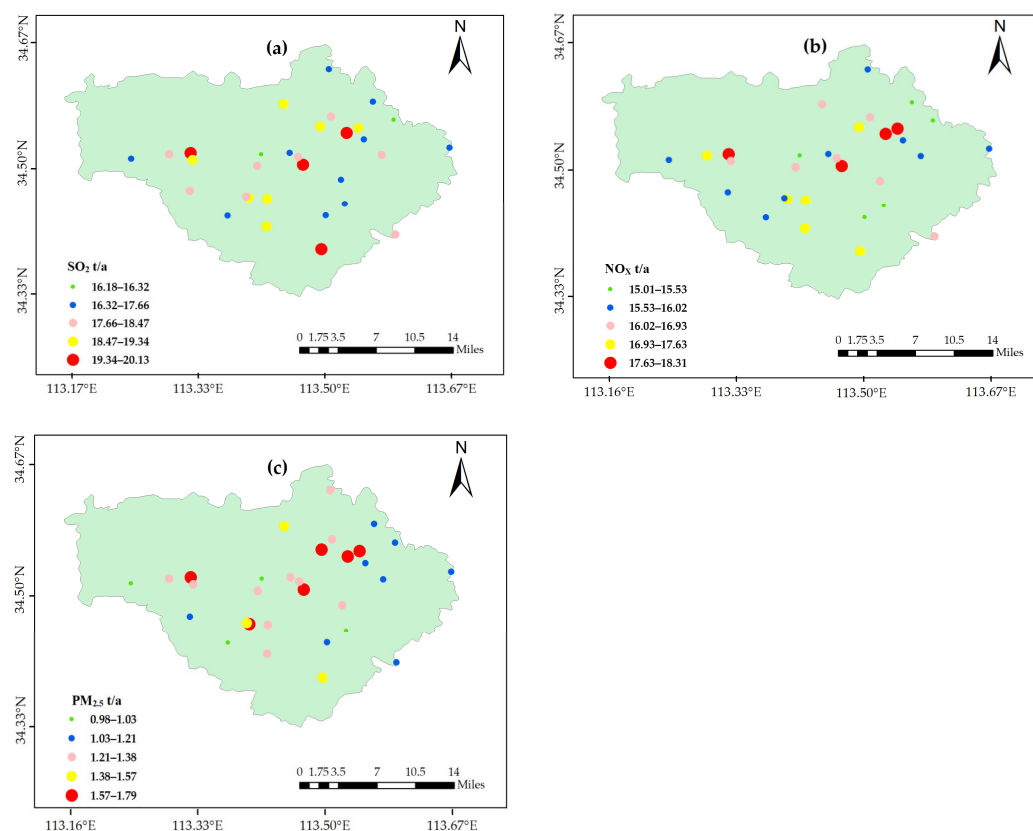 (a)
N
34.67°N
34.50°N
34.33°N
SO2 t/a
16.18–16.32
16.32–17.66
17.66–18.47
18.47–19.34
19.34–20.13
0 1.75 3.5 7 10.5 14
Miles
113.17°E 113.33°E 113.50°E 113.67°E
(b)
N
34.67°N
34.50°N
34.33°N
NOX t/a
15.01–15.53
15.53–16.02
16.02–16.93
16.93–17.63
17.63–18.31
0 1.75 3.5 7 10.5 14
Miles
113.16°E 113.33°E 113.50°E 113.67°E
(c)
N
34.67°N
34.50°N
34.33°N
PM2.5 t/a
0.98–1.03
1.03–1.21
1.21–1.38
1.38–1.57
1.57–1.79
0 1.75 3.5 7 10.5 14
Miles
113.16°E 113.33°E 113.50°E 113.67°E